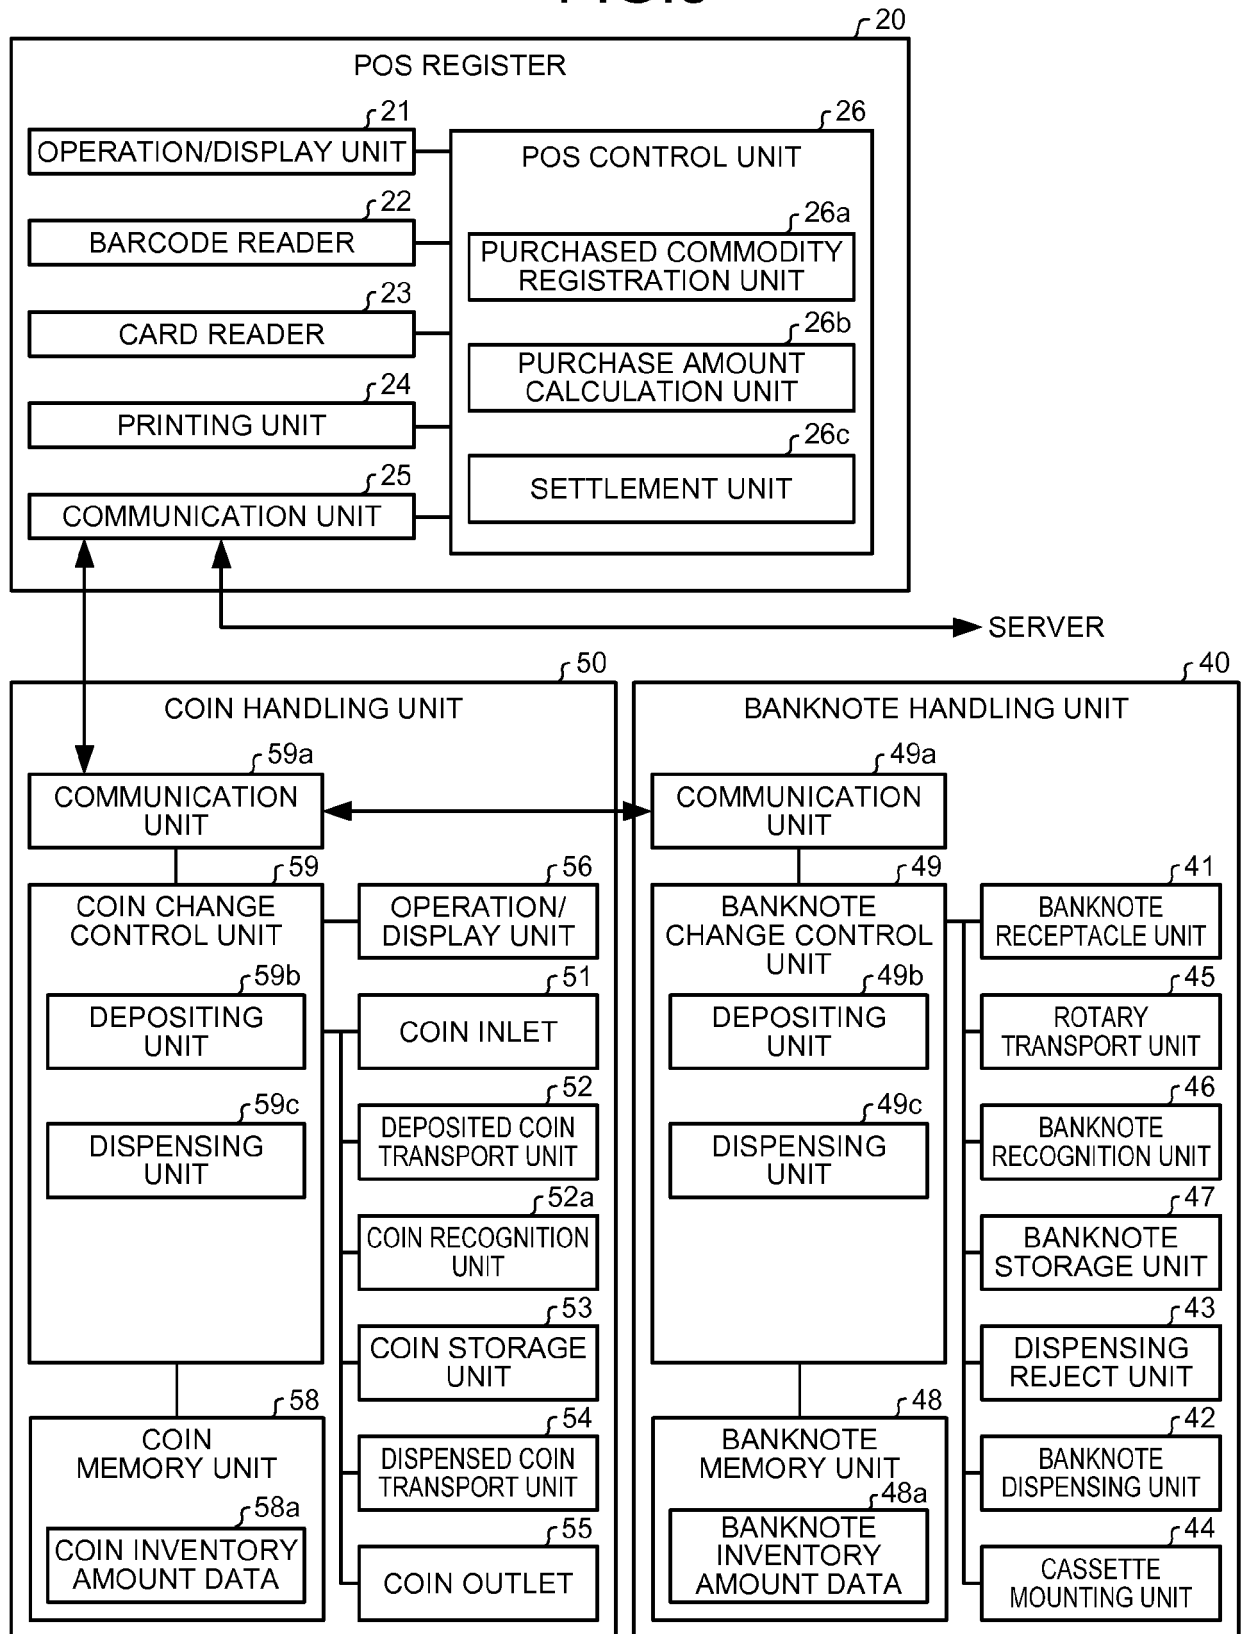 20
POS REGISTER
21
OPERATION/DISPLAY UNIT
22
BARCODE READER
23
CARD READER
24
PRINTING UNIT
25
COMMUNICATION UNIT
26
POS CONTROL UNIT
26a
PURCHASED COMMODITY
REGISTRATION UNIT
26b
PURCHASE AMOUNT
CALCULATION UNIT
26c
SETTLEMENT UNIT
SERVER
50
COIN HANDLING UNIT
59a
COMMUNICATION
UNIT
59
COIN CHANGE
CONTROL UNIT
59b
DEPOSITING
UNIT
59c
DISPENSING
UNIT
58
COIN
MEMORY UNIT
58a
COIN INVENTORY
AMOUNT DATA
56
OPERATION/
DISPLAY UNIT
51
COIN INLET
52
DEPOSITED COIN
TRANSPORT UNIT
52a
COIN RECOGNITION
UNIT
53
COIN STORAGE
UNIT
54
DISPENSED COIN
TRANSPORT UNIT
55
COIN OUTLET
40
BANKNOTE HANDLING UNIT
49a
COMMUNICATION
UNIT
49
BANKNOTE
CHANGE CONTROL
UNIT
49b
DEPOSITING
UNIT
49c
DISPENSING
UNIT
48
BANKNOTE
MEMORY UNIT
48a
BANKNOTE
INVENTORY
AMOUNT DATA
41
BANKNOTE
RECEPTACLE UNIT
45
ROTARY
TRANSPORT UNIT
46
BANKNOTE
RECOGNITION UNIT
47
BANKNOTE
STORAGE UNIT
43
DISPENSING
REJECT UNIT
42
BANKNOTE
DISPENSING UNIT
44
CASSETTE
MOUNTING UNIT